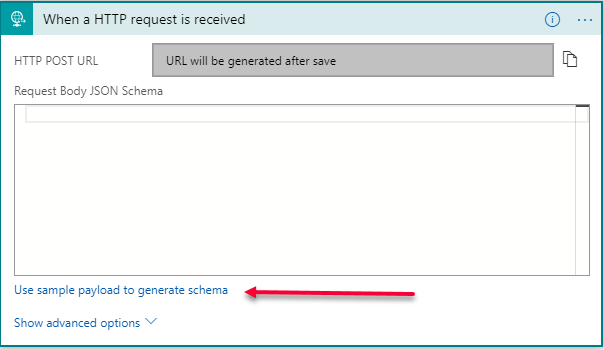 When a HTTP request is received
HTTP POST URL
URL will be generated after save
Request Body JSON Schema
Use sample payload to generate schema
Show advanced options